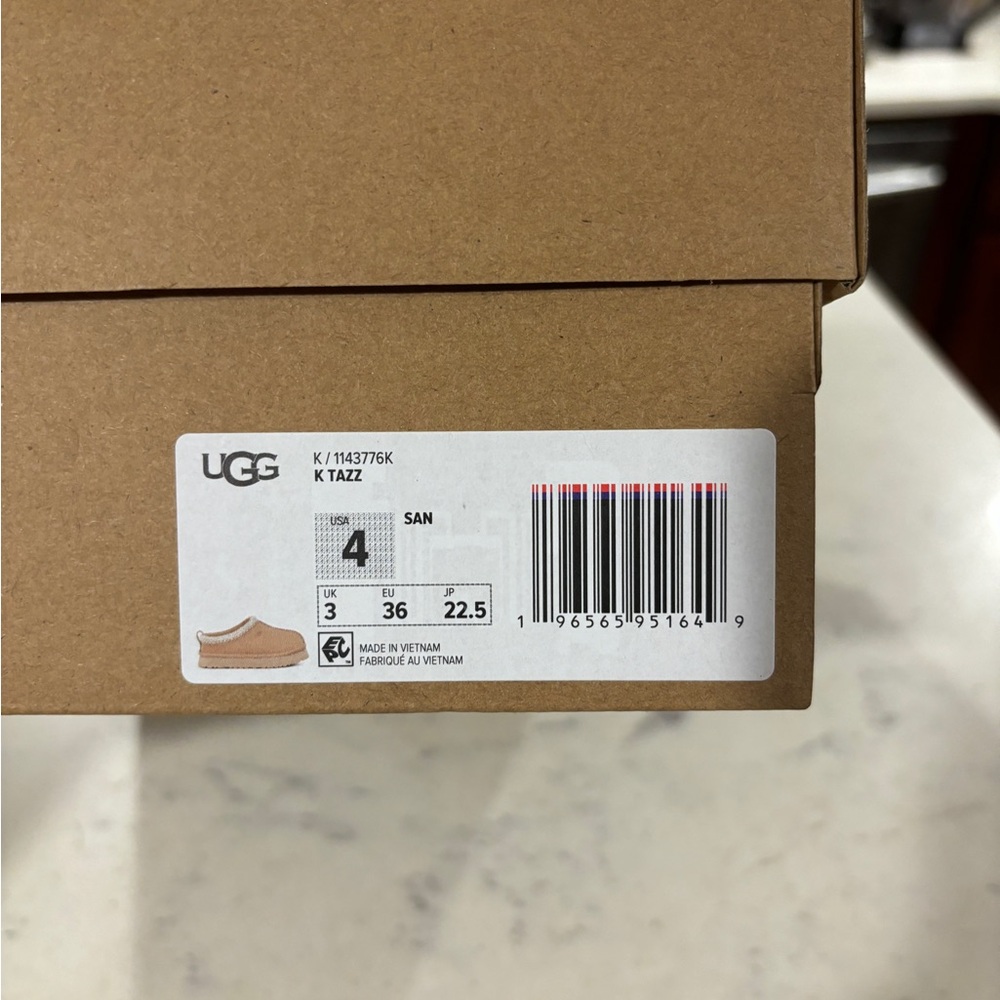 UGG
K / 1143776K
K TAZZ
USA
4
SAN
UK EU JP
3 36 22.5
MADE IN VIETNAM
FABRIQUÉ AU VIETNAM
1 96565 95164 9